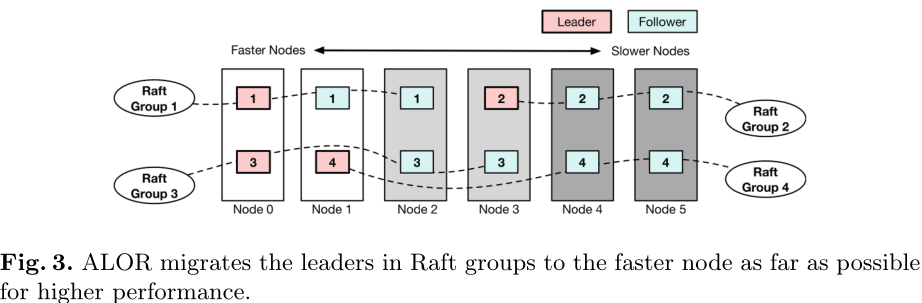 Leader Follower
Faster Nodes Slower Nodes
Raft
Group 1
1 1 1 2 2 2
Raft
Group 2
Raft
Group 3
3 4 3 3 4 4
Raft
Group 4
Node 0 Node 1 Node 2 Node 3 Node 4 Node 5
Fig. 3. ALOR migrates the leaders in Raft groups to the faster node as far as possible
for higher performance.